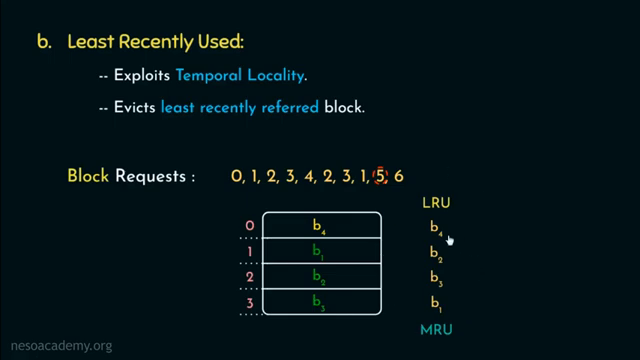 b. Least Recently Used:
-- Exploits Temporal Locality.
-- Evicts least recently referred block.
Block Requests : 0, 1, 2, 3, 4, 2, 3, 1, 5, 6
LRU
0 b₄ b₄
1 b₁ b₂
2 b₂ b₃
3 b₃ b₁
MRU
nesoacademy.org